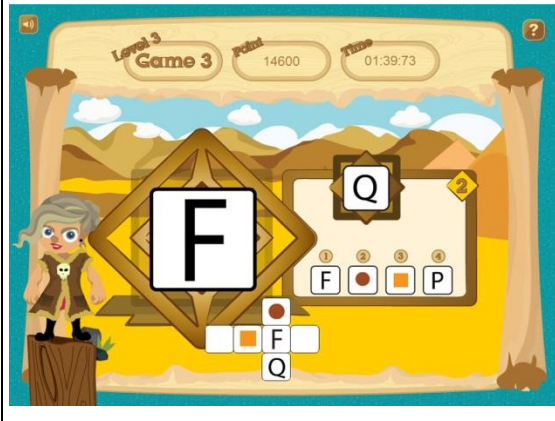 Level 3
Game 3
Point
14600
Time
01:39:73
?
F
Q
2
1 2 3 4
F P
F
Q